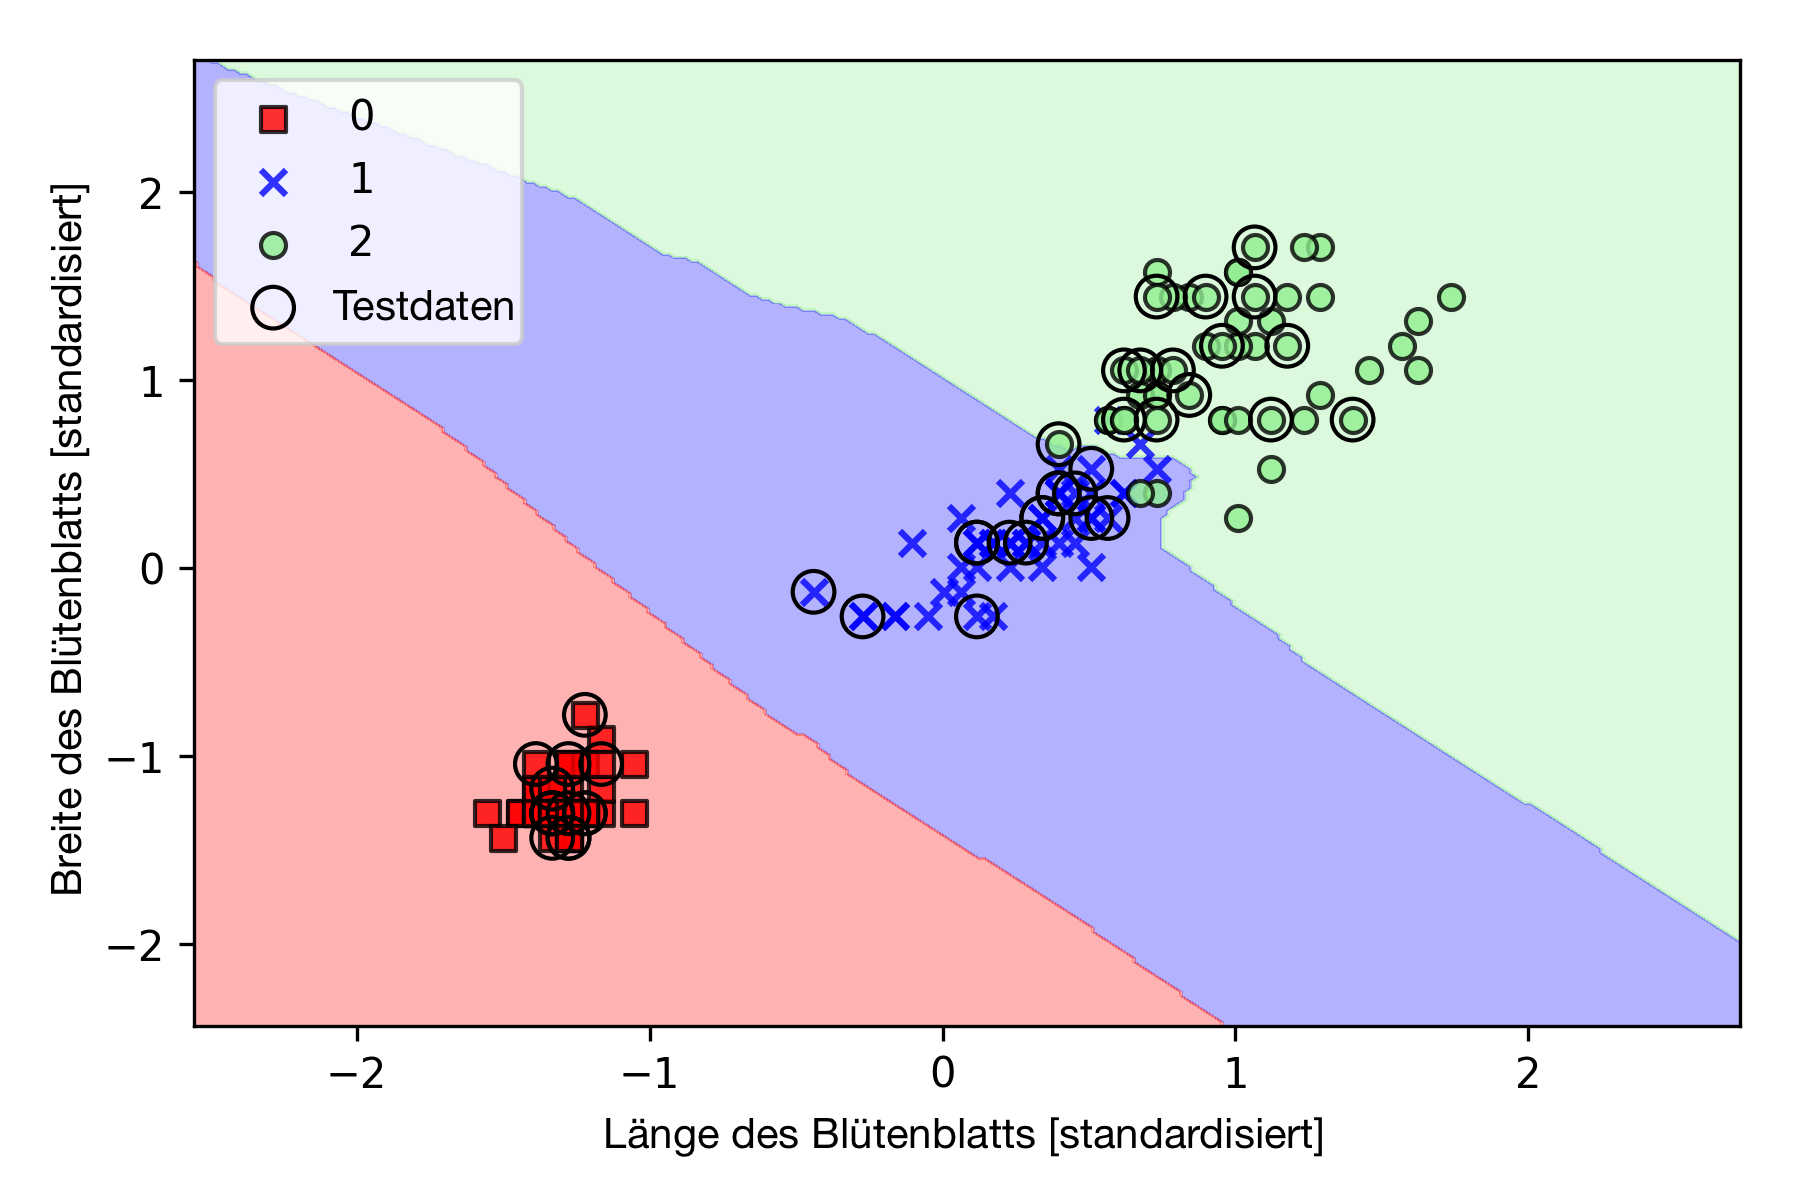 0
1
2
Testdaten
2
1
0
−1
−2
Breite des Blütenblatts [standardisiert]
−2 −1 0 1 2
Länge des Blütenblatts [standardisiert]